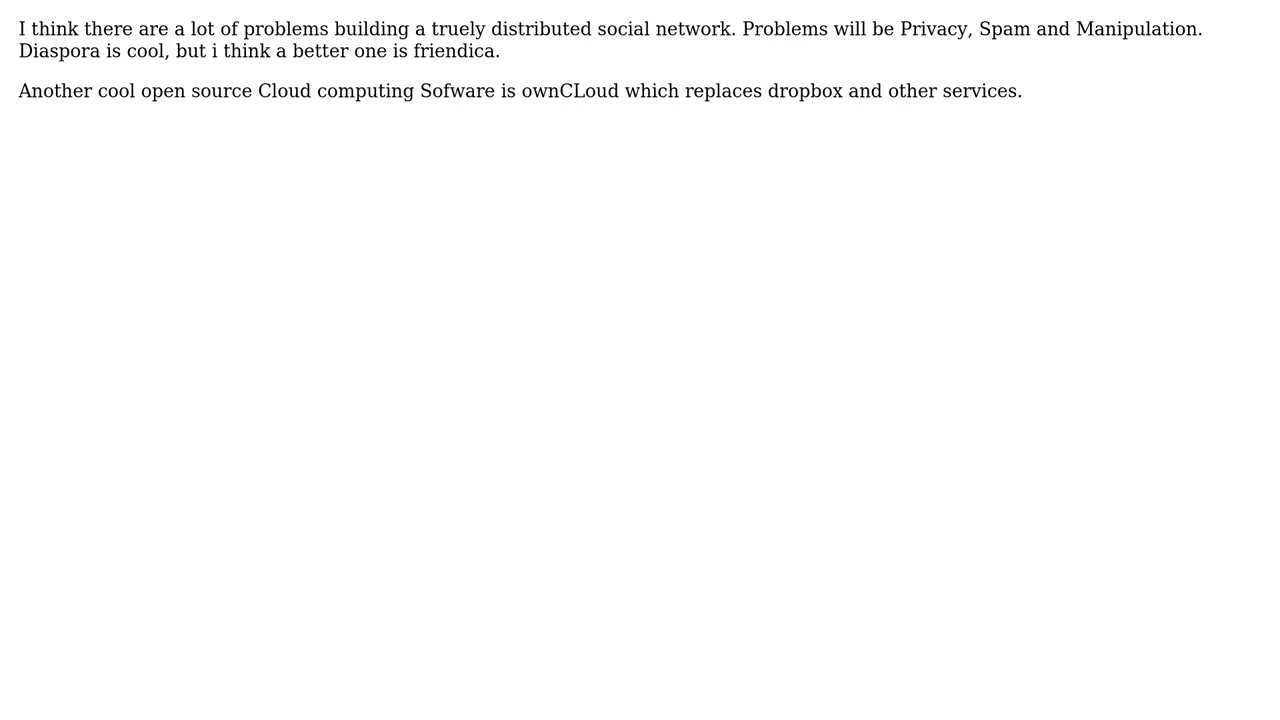 I think there are a lot of problems building a truely distributed social network. Problems will be Privacy, Spam and Manipulation.
Diaspora is cool, but i think a better one is friendica.
Another cool open source Cloud computing Sofware is ownCLoud which replaces dropbox and other services.